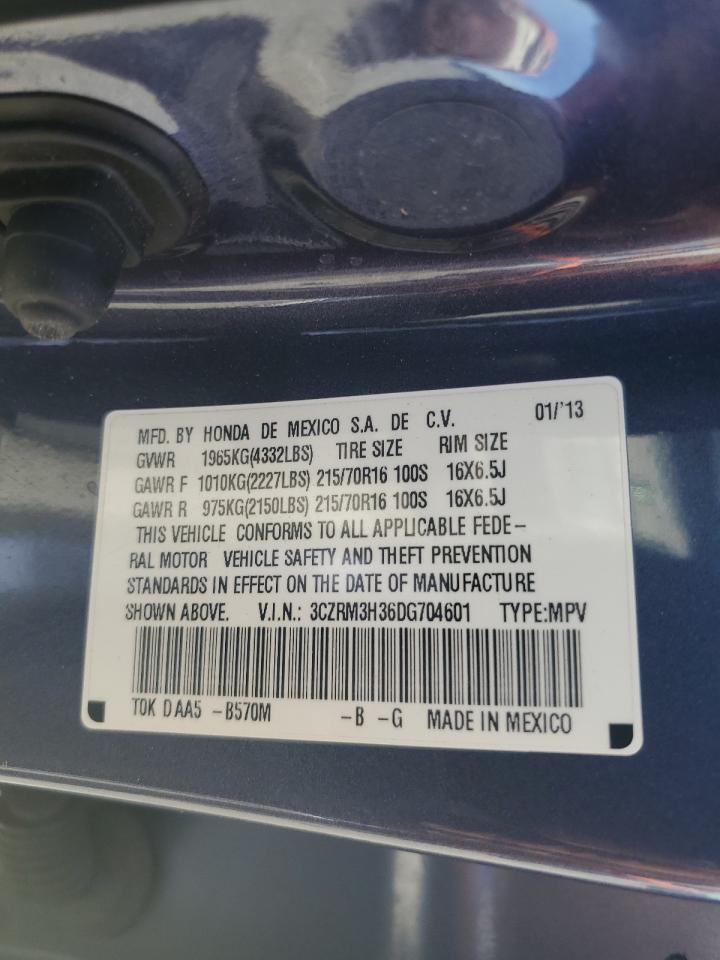 MFD. BY HONDA DE MEXICO S.A. DE C.V. 01/'13
GVWR 1965KG(4332LBS) TIRE SIZE RIM SIZE
GAWR F 1010KG(2227LBS) 215/70R16 100S 16X6.5J
GAWR R 975KG(2150LBS) 215/70R16 100S 16X6.5J
THIS VEHICLE CONFORMS TO ALL APPLICABLE FEDE-
RAL MOTOR VEHICLE SAFETY AND THEFT PREVENTION
STANDARDS IN EFFECT ON THE DATE OF MANUFACTURE
SHOWN ABOVE. V.I.N.: 3CZRM3H36DG704601 TYPE:MPV
T0K D AA5 -B570M -B -G MADE IN MEXICO